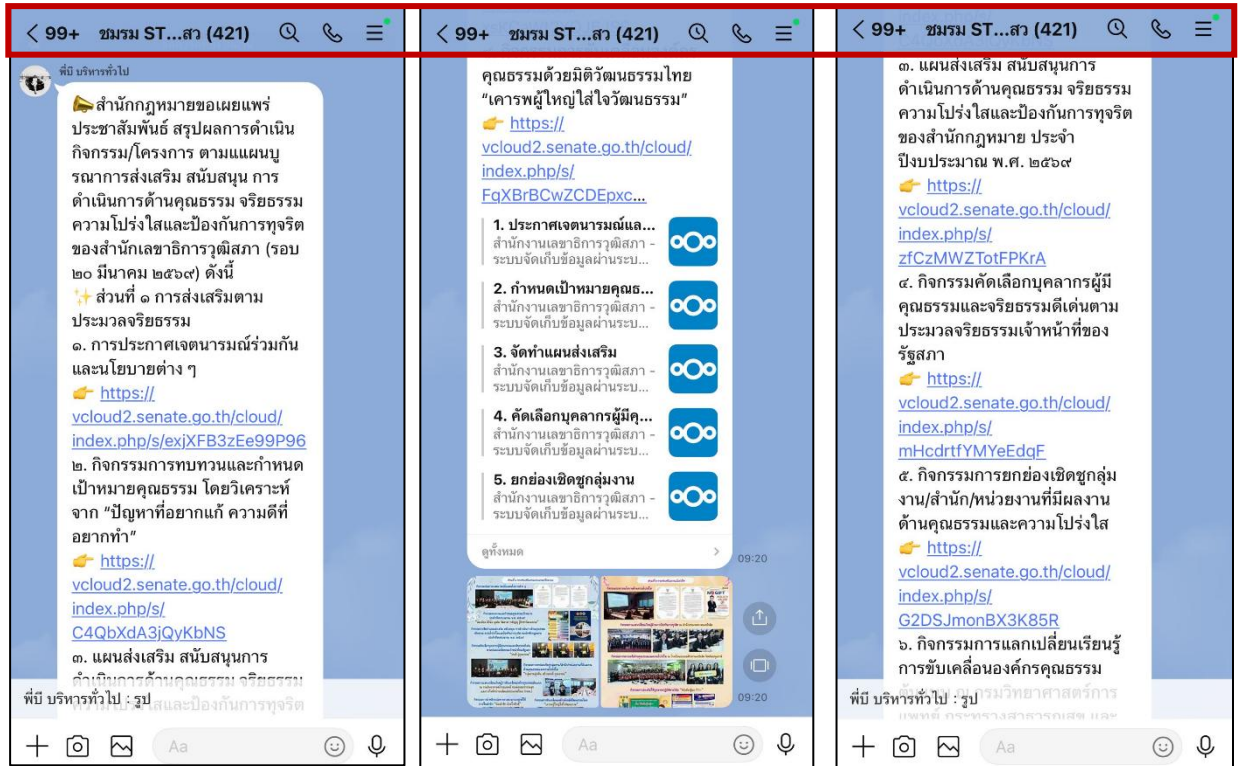 < 99+ ชมรม ST...สว (421)
พี่มี บริหารทั่วไป
📣สำนักกฎหมายขอเผยแพร่
ประชาสัมพันธ์ สรุปผลการดำเนิน
กิจกรรม/โครงการ ตามแผนบู
รณาการส่งเสริม สนับสนุน การ
ดำเนินการด้านคุณธรรม จริยธรรม
ความโปร่งใสและป้องกันการทุจริต
ของสำนักเลขาธิการวุฒิสภา (รอบ
๒๐ มีนาคม ๒๕๖๙) ดังนี้
✨ ส่วนที่ ๑ การส่งเสริมตาม
ประมวลจริยธรรม
๑. การประกาศเจตนารมณ์ร่วมกัน
และนโยบายต่าง ๆ
👉 https://
vcloud2.senate.go.th/cloud/
index.php/s/exjXFB3zEe99P96
๒. กิจกรรมการทบทวนและกำหนด
เป้าหมายคุณธรรม โดยวิเคราะห์
จาก "ปัญหาที่อยากแก้ ความดีที่
อยากทำ"
👉 https://
vcloud2.senate.go.th/cloud/
index.php/s/
C4QbXdA3jQyKbNS
๓. แผนส่งเสริม สนับสนุนการ
ดำเนินการด้านคุณธรรม จริยธรรม
พี่มี บริหารทั่วไป : รูป
Aa
< 99+ ชมรม ST...สว (421)
คุณธรรมด้วยมิติวัฒนธรรมไทย
"เคารพผู้ใหญ่ใส่ใจวัฒนธรรม"
👉 https://
vcloud2.senate.go.th/cloud/
index.php/s/
FqXBrBCwZCDEpxc...
1. ประกาศเจตนารมณ์แล...
สำนักงานเลขาธิการวุฒิสภา -
ระบบจัดเก็บข้อมูลผ่านระบ...
2. กำหนดเป้าหมายคุณธ...
สำนักงานเลขาธิการวุฒิสภา -
ระบบจัดเก็บข้อมูลผ่านระบ...
3. จัดทำแผนส่งเสริม
สำนักงานเลขาธิการวุฒิสภา -
ระบบจัดเก็บข้อมูลผ่านระบ...
4. คัดเลือกบุคลากรผู้มีคุ...
สำนักงานเลขาธิการวุฒิสภา -
ระบบจัดเก็บข้อมูลผ่านระบ...
5. ยกย่องเชิดชูกลุ่มงาน
สำนักงานเลขาธิการวุฒิสภา -
ระบบจัดเก็บข้อมูลผ่านระบ...
ดูทั้งหมด >
09:20
09:20
Aa
< 99+ ชมรม ST...สว (421)
๓. แผนส่งเสริม สนับสนุนการ
ดำเนินการด้านคุณธรรม จริยธรรม
ความโปร่งใสและป้องกันการทุจริต
ของสำนักกฎหมาย ประจำ
ปีงบประมาณ พ.ศ. ๒๕๖๙
👉 https://
vcloud2.senate.go.th/cloud/
index.php/s/
zfCzMWZTotFPKrA
๔. กิจกรรมคัดเลือกบุคลากรผู้มี
คุณธรรมและจริยธรรมดีเด่นตาม
ประมวลจริยธรรมเจ้าหน้าที่ของ
รัฐสภา
👉 https://
vcloud2.senate.go.th/cloud/
index.php/s/
mHcdrtfYMYeEdqF
๕. กิจกรรมการยกย่องเชิดชูกลุ่ม
งาน/สำนัก/หน่วยงานที่มีผลงาน
ด้านคุณธรรมและความโปร่งใส
👉 https://
vcloud2.senate.go.th/cloud/
index.php/s/
G2DSJmonBX3K85R
๖. กิจกรรมการแลกเปลี่ยนเรียนรู้
การขับเคลื่อนองค์กรคุณธรรม
พี่มี บริหารทั่วไป : รูป
Aa